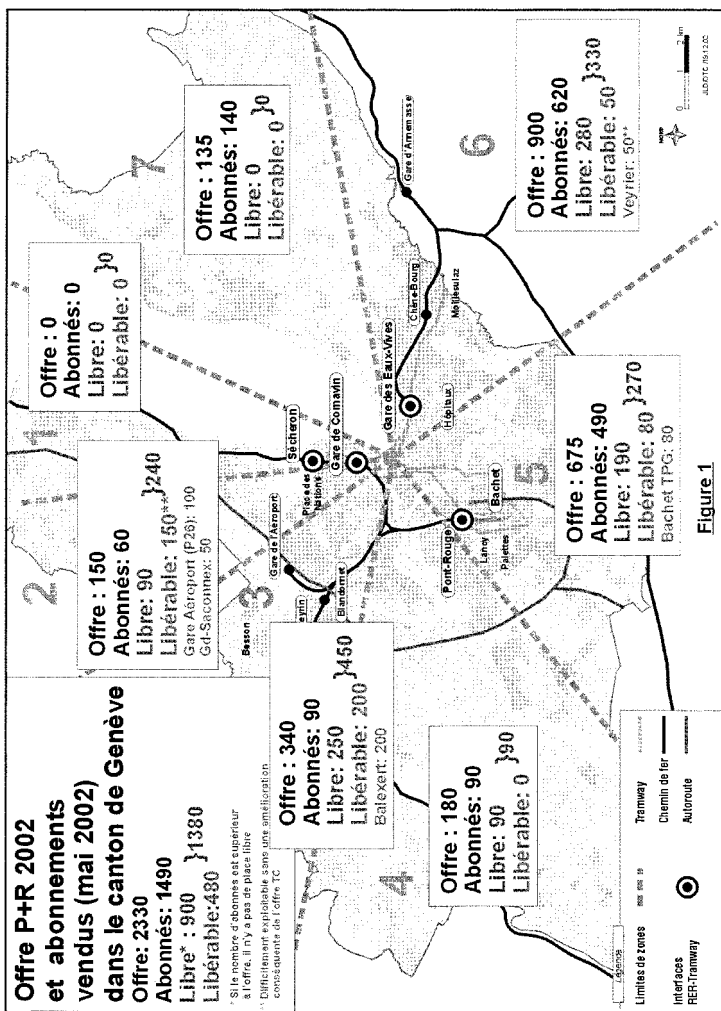 Offre P+R 2002
et abonnements
vendus (mai 2002)
dans le canton de Genève
Offre: 2330
Abonnés: 1490
Libre* : 900
Libérable:480 }1380
* Si le nombre d'abonnés est supérieur
à l'offre, il n'y a pas de place libre
** Difficilement exploitable sans une amélioration
conséquente de l'offre TC
2
1
7
Offre : 150
Abonnés: 60
Libre: 90
Libérable: 150** }240
Gare Aéroport (P26): 100
Gd-Saconnex: 50
Offre : 0
Abonnés: 0
Libre: 0
Libérable: 0 }0
Offre : 135
Abonnés: 140
Libre: 0
Libérable: 0 }0
3
Besson
Gare de l'Aéroport
eyrin
Blandonnet
Sécheron
Place des
Nations
Gare de Cornavin
Gare des Eaux-Vives
Hôpitaux
Chêne-Bourg
Moillesulaz
Gare d'Annemasse
6
Offre : 340
Abonnés: 90
Libre: 250
Libérable: 200 }450
Balexert: 200
4
Offre : 180
Abonnés: 90
Libre: 90
Libérable: 0 }90
Pont-Rouge
Lancy
Palettes
Bachet
5
Offre : 675
Abonnés: 490
Libre: 190
Libérable: 80 }270
Bachet TPG: 80
Offre : 900
Abonnés: 620
Libre: 280
Libérable: 50 }330
Veyrier: 50**
Légende
Limites de zones
Tramway
Chemin de fer
Interfaces
RER-Tramway
Autoroute
NORD
0 1 2 km
Figure 1